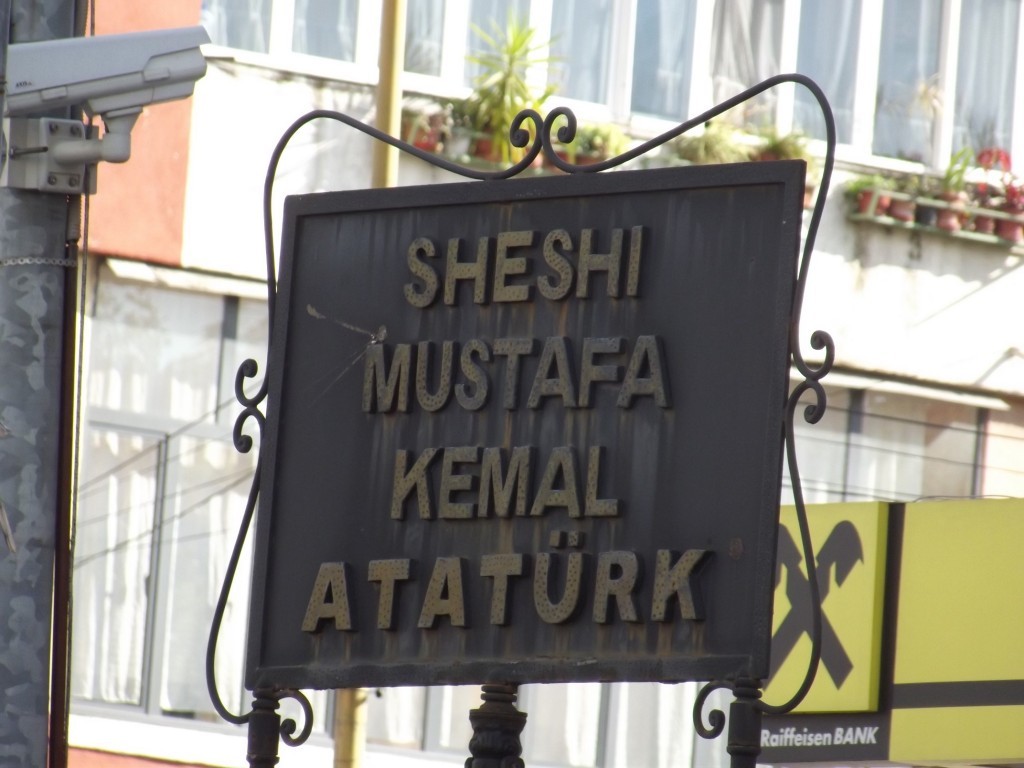 SHESHI
MUSTAFA
KEMAL
ATATÜRK
Raiffeisen BANK